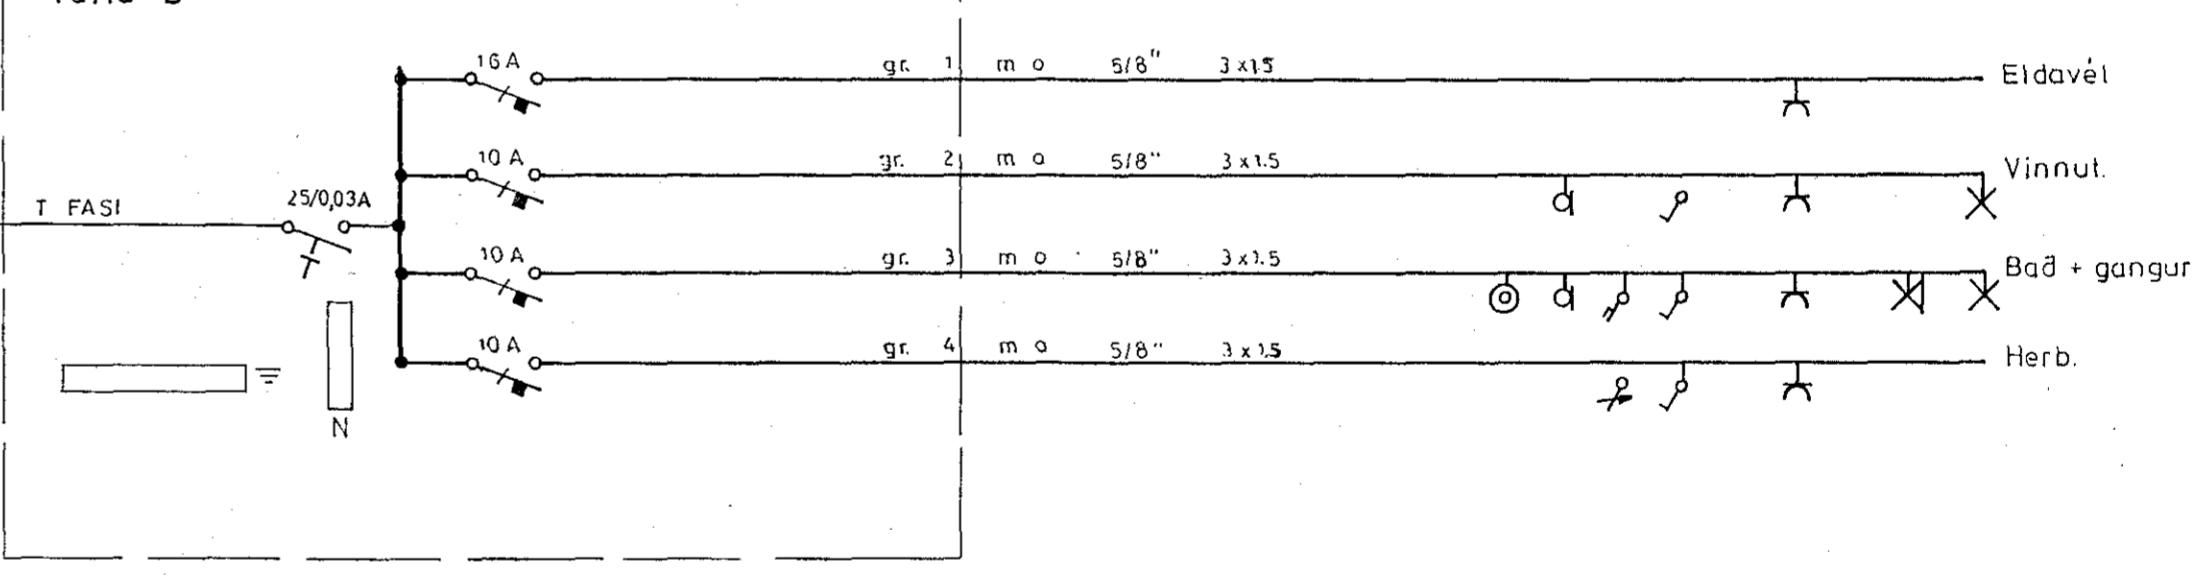 16 A gr. 1 m o 5/8" 3 x1.5 Eldavél
10 A gr. 2 m o 5/8" 3 x 1.5 Vinnut.
T FASI 25/0,03A
10 A gr. 3 m o 5/8" 3 x1.5 Bað + gangur
10 A gr. 4 m o 5/8" 3 x 1.5 Herb.
N